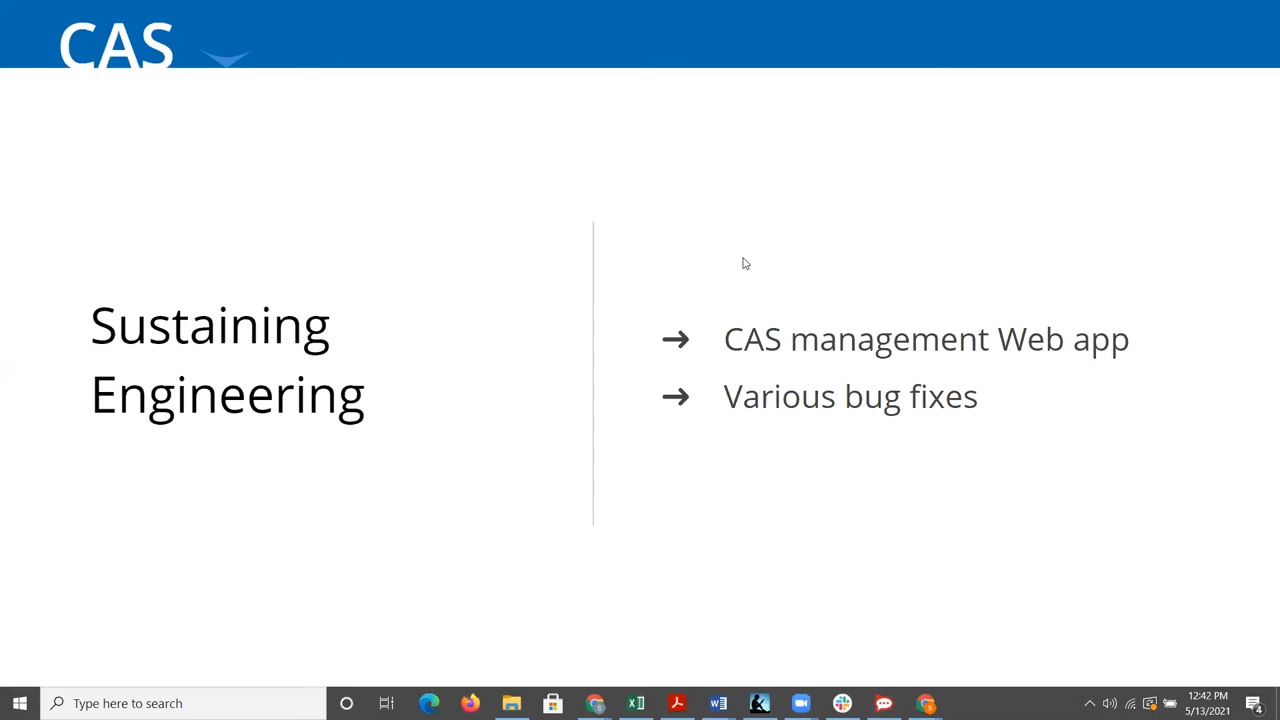 CAS
Sustaining
Engineering
➔ CAS management Web app
➔ Various bug fixes
Type here to search
12:42 PM
5/13/2021
4